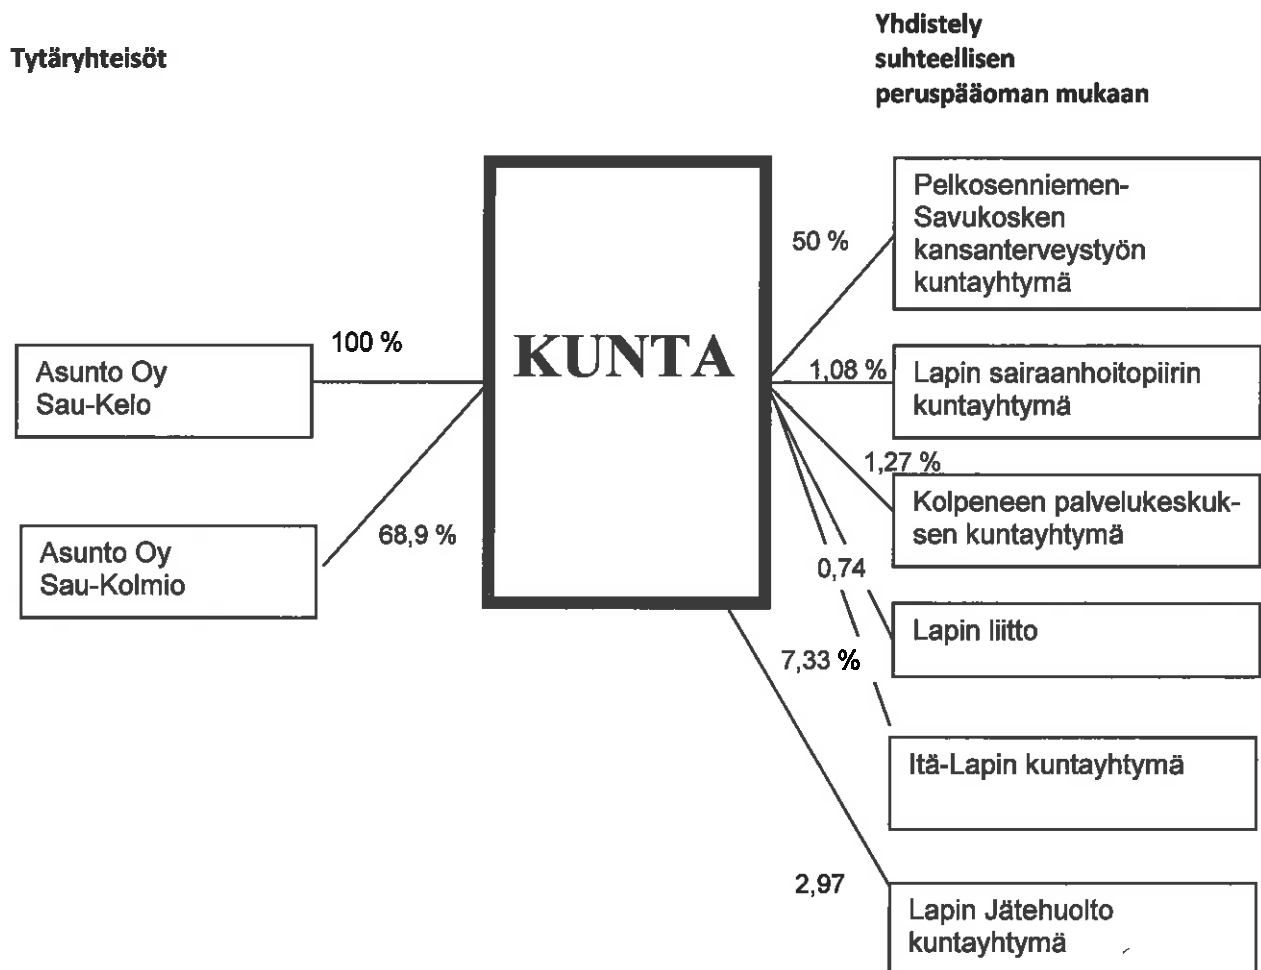 Tytäryhteisöt
Yhdistely
suhteellisen
peruspääoman mukaan
KUNTA
100 %
Asunto Oy
Sau-Kelo
68,9 %
Asunto Oy
Sau-Kolmio
50 %
Pelkosenniemen-
Savukosken
kansanterveystyön
kuntayhtymä
1,08 %
Lapin sairaanhoitopiirin
kuntayhtymä
1,27 %
Kolpeneen palvelukeskuk-
sen kuntayhtymä
0,74
Lapin liitto
7,33 %
Itä-Lapin kuntayhtymä
2,97
Lapin Jätehuolto
kuntayhtymä